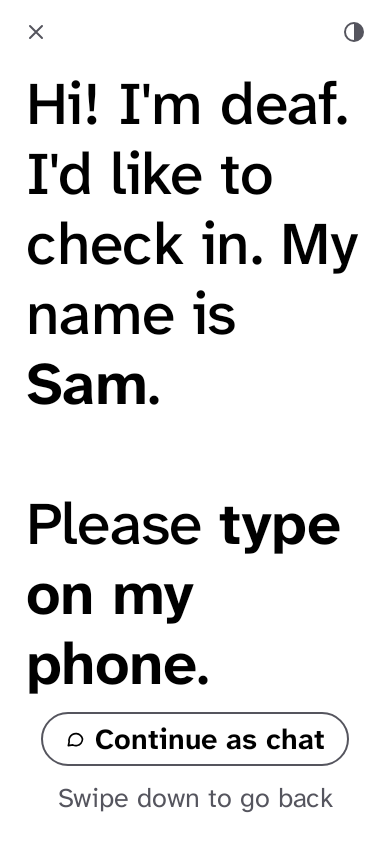 Hi! I'm deaf.
I'd like to
check in. My
name is
Sam.
Please type
on my
phone.
Continue as chat
Swipe down to go back